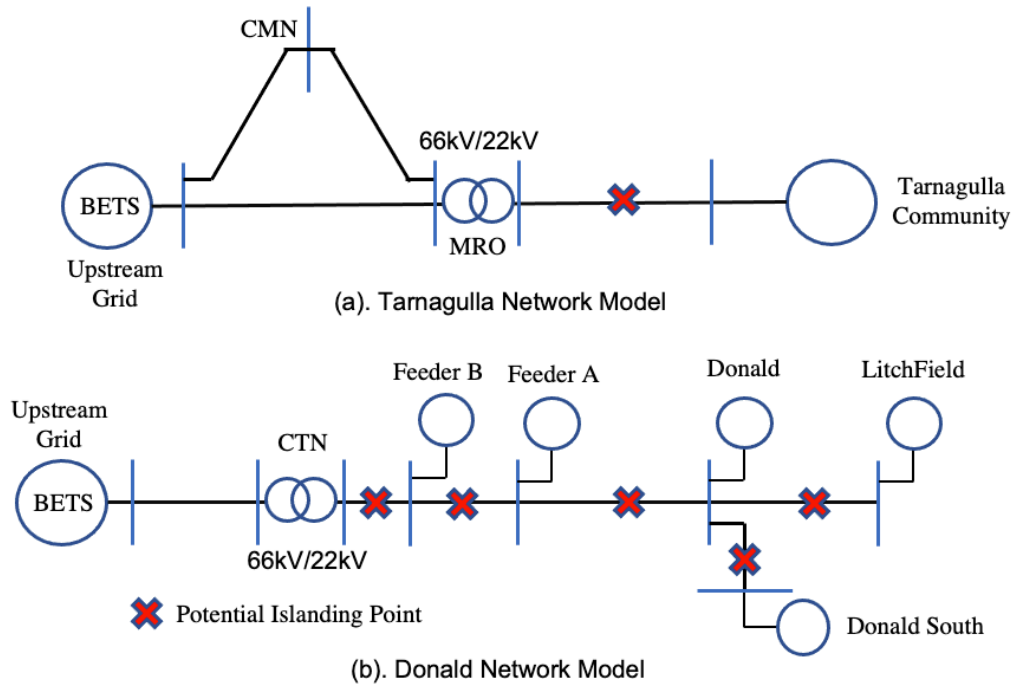 CMN
66kV/22kV
BETS
Tarnagulla
Community
MRO
Upstream
Grid
(a). Tarnagulla Network Model
Feeder B
Feeder A
Donald
LitchField
Upstream
Grid
CTN
BETS
66kV/22kV
Potential Islanding Point
Donald South
(b). Donald Network Model